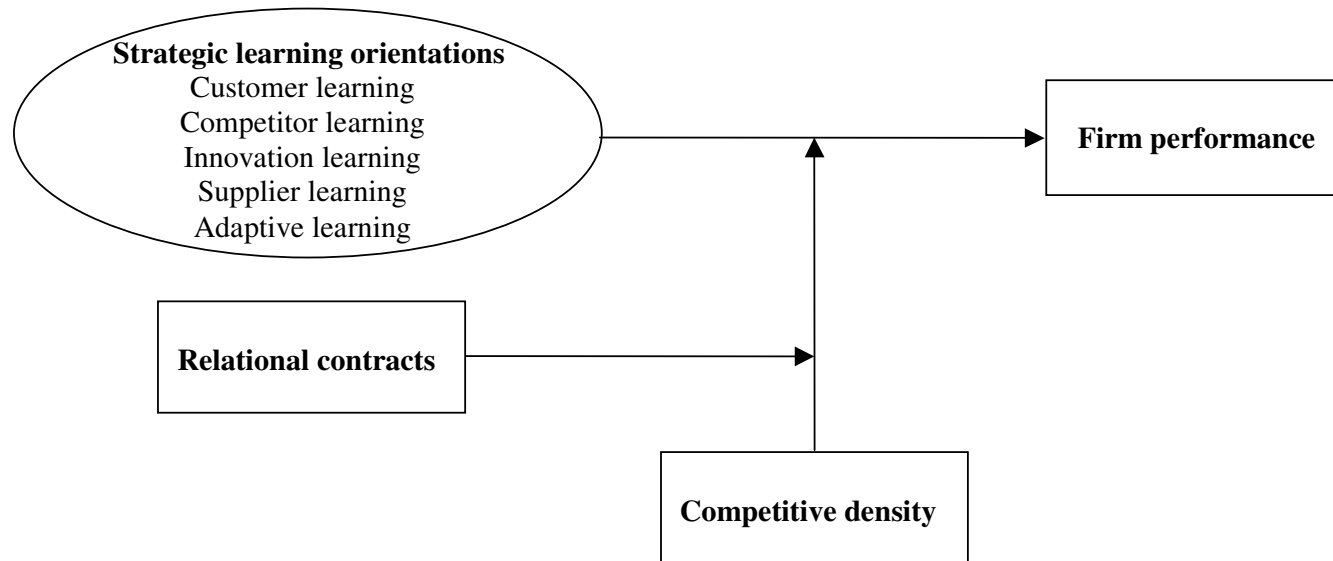 Strategic learning orientations
Customer learning
Competitor learning
Innovation learning
Supplier learning
Adaptive learning
Firm performance
Relational contracts
Competitive density